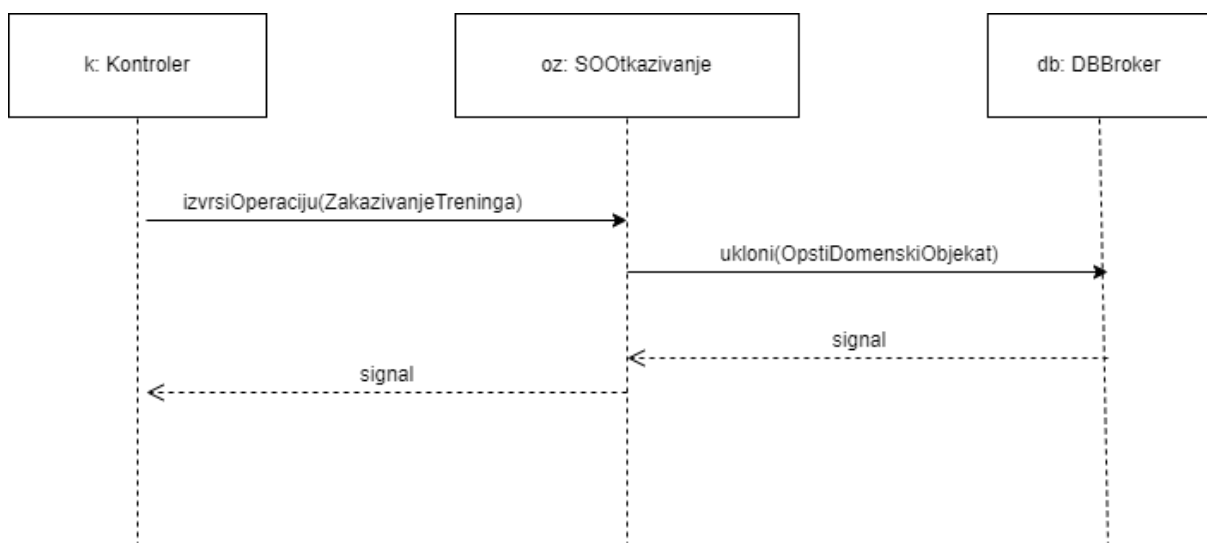 k: Kontroler
oz: SOOtkazivanje
db: DBBroker
izvrsiOperaciju(ZakazivanjeTreninga)
ukloni(OpstiDomenskiObjekat)
signal
signal